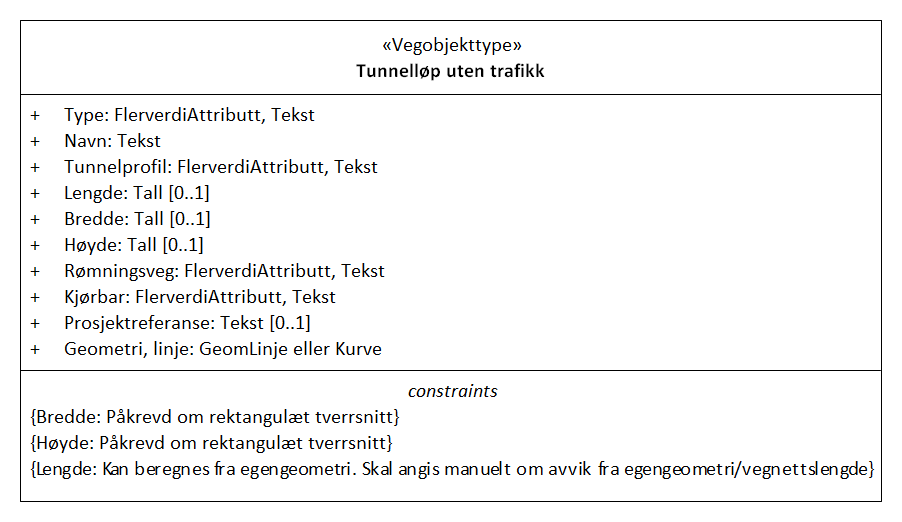 «Vegobjekttype»
Tunnelløp uten trafikk
+ Type: FlerverdiAttributt, Tekst
+ Navn: Tekst
+ Tunnelprofil: FlerverdiAttributt, Tekst
+ Lengde: Tall [0..1]
+ Bredde: Tall [0..1]
+ Høyde: Tall [0..1]
+ Rømningsveg: FlerverdiAttributt, Tekst
+ Kjørbar: FlerverdiAttributt, Tekst
+ Prosjektreferanse: Tekst [0..1]
+ Geometri, linje: GeomLinje eller Kurve
constraints
{Bredde: Påkrevd om rektangulæt tverrsnitt}
{Høyde: Påkrevd om rektangulæt tverrsnitt}
{Lengde: Kan beregnes fra egengeometri. Skal angis manuelt om avvik fra egengeometri/vegnettslengde}